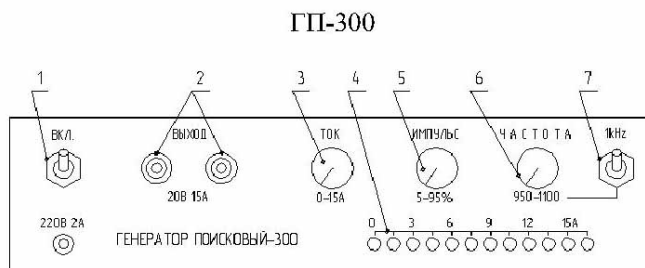 ГП-300
1 2 3 4 5 6 7
ВКЛ. ВЫХОД ТОК ИМПУЛЬС ЧАСТОТА 1kHz
20В 15А 0-15А 5-95% 950-1100
220В 2А ГЕНЕРАТОР ПОИСКОВЫЙ-300 0 3 6 9 12 15А